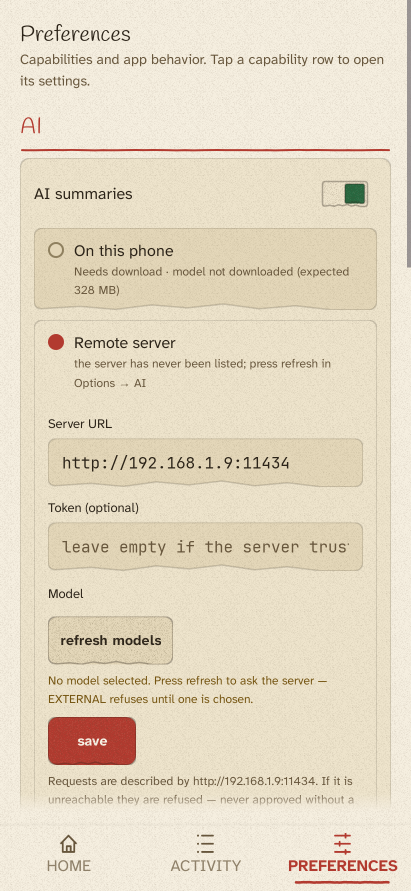 Preferences
Capabilities and app behavior. Tap a capability row to open
its settings.
AI
AI summaries
On this phone
Needs download · model not downloaded (expected
328 MB)
Remote server
the server has never been listed; press refresh in
Options → AI
Server URL
http://192.168.1.9:11434
Token (optional)
leave empty if the server trus
Model
refresh models
No model selected. Press refresh to ask the server —
EXTERNAL refuses until one is chosen.
save
Requests are described by http://192.168.1.9:11434. If it is
unreachable they are refused — never approved without a
HOME
ACTIVITY
PREFERENCES